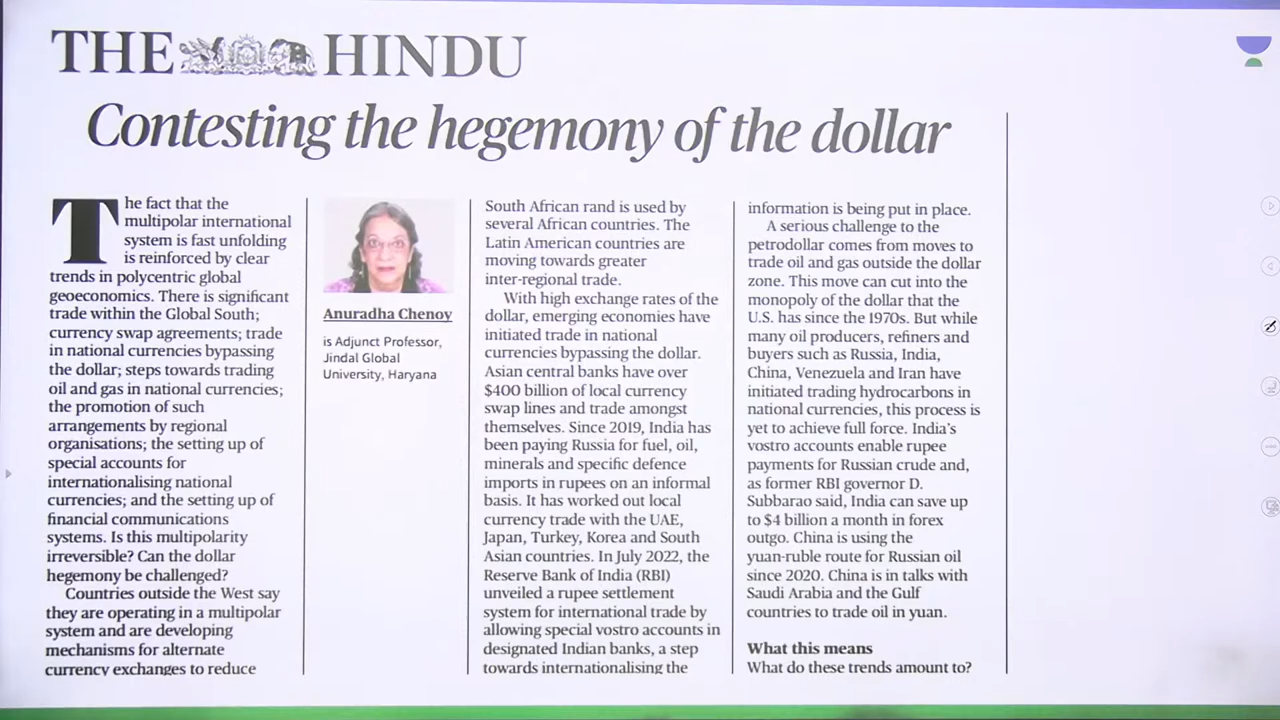 THE HINDU
Contesting the hegemony of the dollar
The fact that the
multipolar international
system is fast unfolding
is reinforced by clear
trends in polycentric global
geoeconomics. There is significant
trade within the Global South;
currency swap agreements; trade
in national currencies bypassing
the dollar; steps towards trading
oil and gas in national currencies;
the promotion of such
arrangements by regional
organisations; the setting up of
special accounts for
internationalising national
currencies; and the setting up of
financial communications
systems. Is this multipolarity
irreversible? Can the dollar
hegemony be challenged?
Countries outside the West say
they are operating in a multipolar
system and are developing
mechanisms for alternate
currency exchanges to reduce
Anuradha Chenoy
is Adjunct Professor,
Jindal Global
University, Haryana
South African rand is used by
several African countries. The
Latin American countries are
moving towards greater
inter-regional trade.
With high exchange rates of the
dollar, emerging economies have
initiated trade in national
currencies bypassing the dollar.
Asian central banks have over
$400 billion of local currency
swap lines and trade amongst
themselves. Since 2019, India has
been paying Russia for fuel, oil,
minerals and specific defence
imports in rupees on an informal
basis. It has worked out local
currency trade with the UAE,
Japan, Turkey, Korea and South
Asian countries. In July 2022, the
Reserve Bank of India (RBI)
unveiled a rupee settlement
system for international trade by
allowing special vostro accounts in
designated Indian banks, a step
towards internationalising the
information is being put in place.
A serious challenge to the
petrodollar comes from moves to
trade oil and gas outside the dollar
zone. This move can cut into the
monopoly of the dollar that the
U.S. has since the 1970s. But while
many oil producers, refiners and
buyers such as Russia, India,
China, Venezuela and Iran have
initiated trading hydrocarbons in
national currencies, this process is
yet to achieve full force. India's
vostro accounts enable rupee
payments for Russian crude and,
as former RBI governor D.
Subbarao said, India can save up
to $4 billion a month in forex
outgo. China is using the
yuan-ruble route for Russian oil
since 2020. China is in talks with
Saudi Arabia and the Gulf
countries to trade oil in yuan.
What this means
What do these trends amount to?